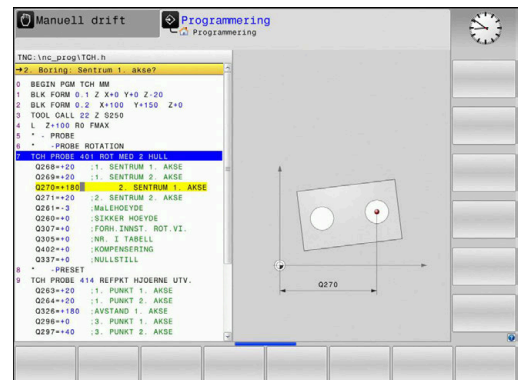 Manuell drift
Programmering
Programmering
TNC:\nc_prog\TCH.h
→2. Boring: Sentrum 1. akse?
0 BEGIN PGM TCH MM
1 BLK FORM 0.1 Z X+0 Y+0 Z-20
2 BLK FORM 0.2 X+100 Y+150 Z+0
3 TOOL CALL 22 Z S250
4 L Z+100 R0 FMAX
5 * - PROBE
6 * -PROBE ROTATION
7 TCH PROBE 401 ROT MED 2 HULL
Q268=+20 ;1. SENTRUM 1. AKSE
Q269=+20 ;1. SENTRUM 2. AKSE
Q270=+180 2. SENTRUM 1. AKSE
Q271=+20 ;2. SENTRUM 2. AKSE
Q261=-3 ;MaLEHOEYDE
Q260=+0 ;SIKKER HOEYDE
Q307=+0 ;FORH.INNST. ROT.VI.
Q305=+0 ;NR. I TABELL
Q402=+0 ;KOMPENSERING
Q337=+0 ;NULLSTILL
8 * -PRESET
9 TCH PROBE 414 REFPKT HJOERNE UTV.
Q263=+20 ;1. PUNKT 1. AKSE
Q264=+20 ;1. PUNKT 2. AKSE
Q326=+180 ;AVSTAND 1. AKSE
Q296=+0 ;3. PUNKT 1. AKSE
Q297=+40 ;3. PUNKT 2. AKSE
Q270